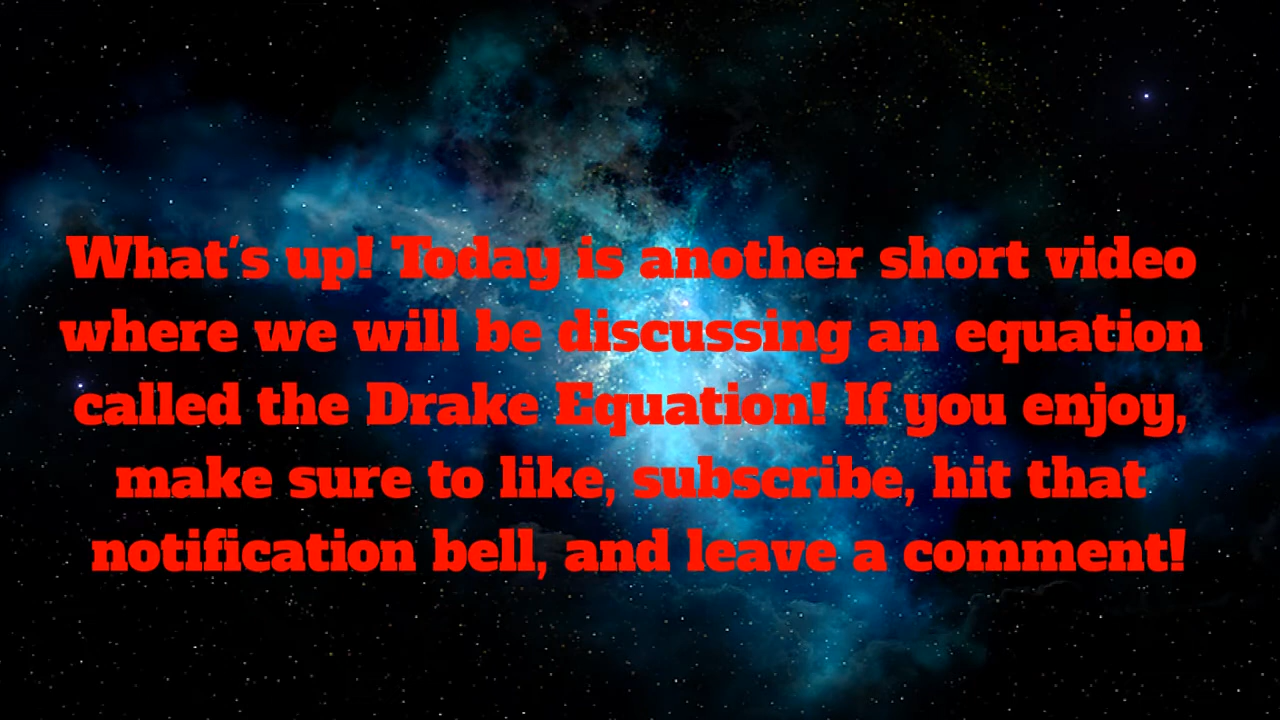 What's up! Today is another short video
where we will be discussing an equation
called the Drake Equation! If you enjoy,
make sure to like, subscribe, hit that
notification bell, and leave a comment!